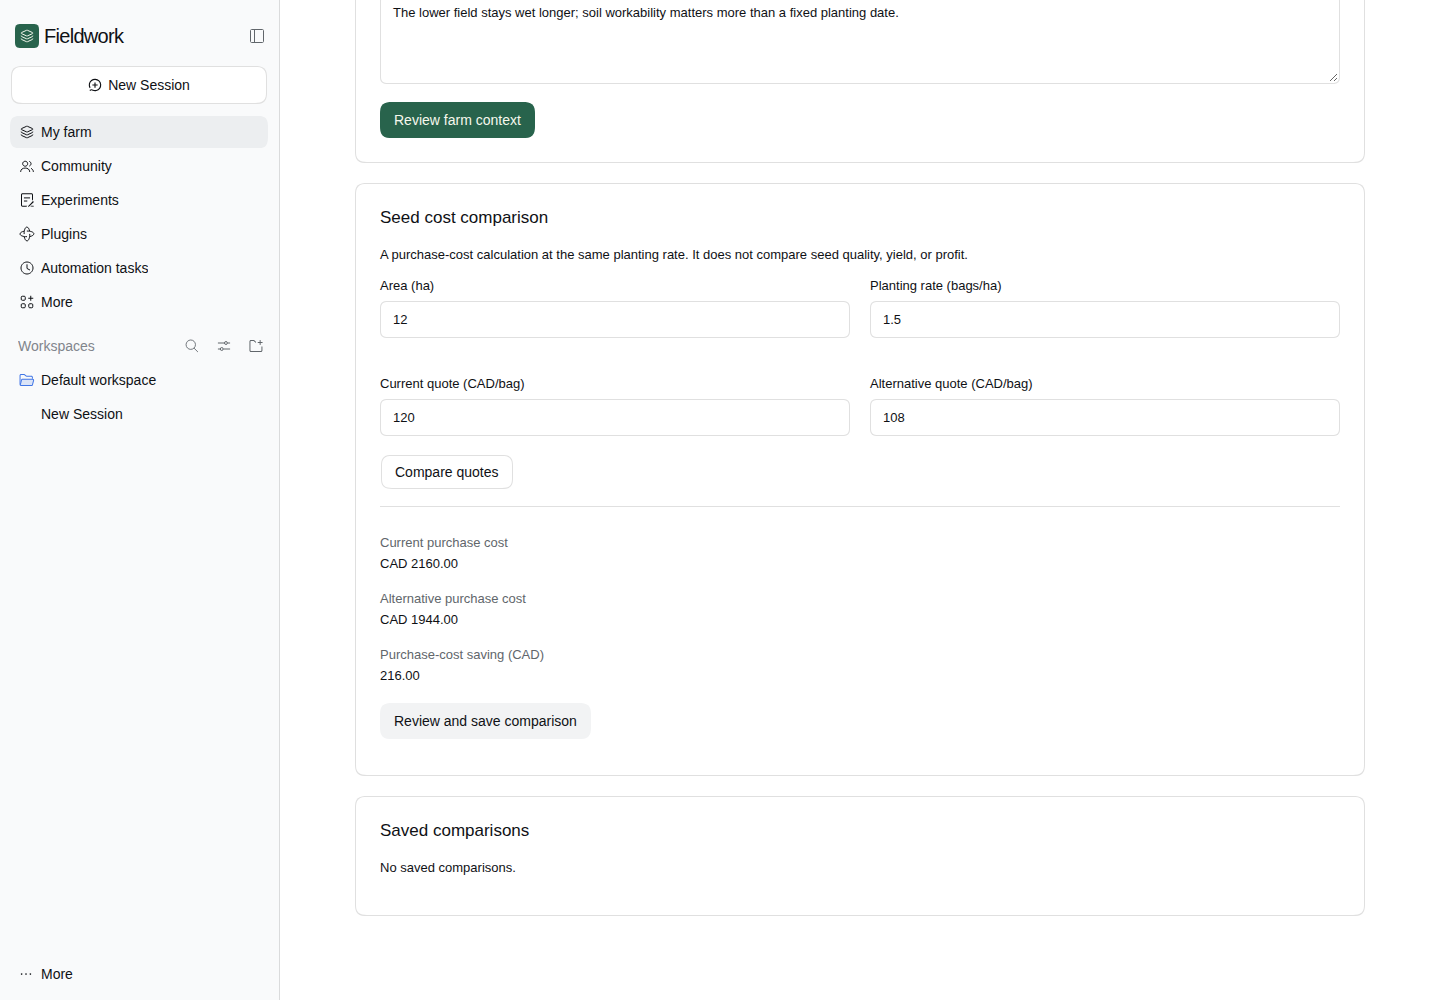 Fieldwork
New Session
My farm
Community
Experiments
Plugins
Automation tasks
More
Workspaces
Default workspace
New Session
More
The lower field stays wet longer; soil workability matters more than a fixed planting date.
Review farm context
Seed cost comparison
A purchase-cost calculation at the same planting rate. It does not compare seed quality, yield, or profit.
Area (ha)
12
Planting rate (bags/ha)
1.5
Current quote (CAD/bag)
120
Alternative quote (CAD/bag)
108
Compare quotes
Current purchase cost
CAD 2160.00
Alternative purchase cost
CAD 1944.00
Purchase-cost saving (CAD)
216.00
Review and save comparison
Saved comparisons
No saved comparisons.